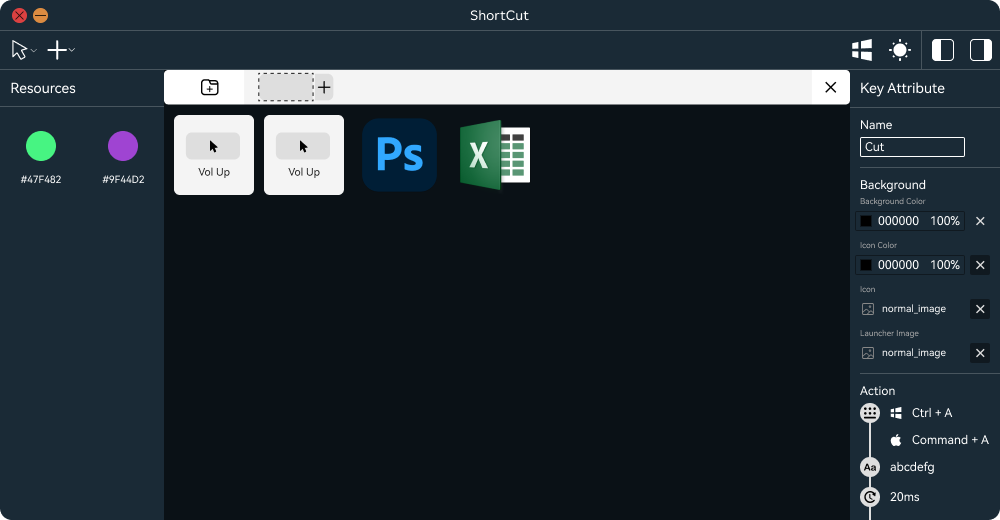 ShortCut
Resources
#47F482
#9F44D2
Vol Up
Vol Up
Ps
X
Key Attribute
Name
Cut
Background
Background Color
000000 100%
Icon Color
000000 100%
Icon
normal_image
Launcher Image
normal_image
Action
Ctrl + A
Command + A
Aa abcdefg
20ms